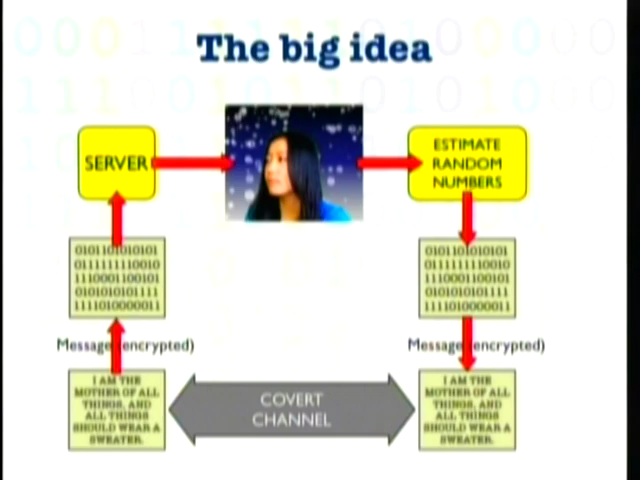 The big idea
SERVER
ESTIMATE
RANDOM
NUMBERS
0101101010101
0111111110010
1110001100101
0101010101111
1111010000011
0101101010101
0111111110010
1110001100101
0101010101111
1111010000011
Message (encrypted)
Message (encrypted)
I AM THE
MOTHER OF ALL
THINGS, AND
ALL THINGS
SHOULD WEAR A
SWEATER.
COVERT
CHANNEL
I AM THE
MOTHER OF ALL
THINGS, AND
ALL THINGS
SHOULD WEAR A
SWEATER.